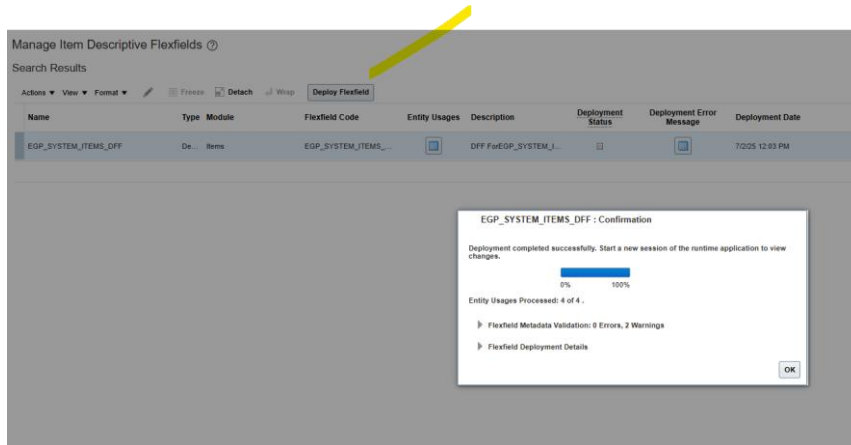 Manage Item Descriptive Flexfields
Search Results
Actions View Format Freeze Detach Wrap Deploy Flexfield
Name Type Module Flexfield Code Entity Usages Description Deployment Status Deployment Error Message Deployment Date
EGP_SYSTEM_ITEMS_DFF De... Items EGP_SYSTEM_ITEMS_... DFF ForEGP_SYSTEM_I... 7/2/25 12:03 PM
EGP_SYSTEM_ITEMS_DFF : Confirmation
Deployment completed successfully. Start a new session of the runtime application to view
changes.
0% 100%
Entity Usages Processed: 4 of 4 .
Flexfield Metadata Validation: 0 Errors, 2 Warnings
Flexfield Deployment Details
OK